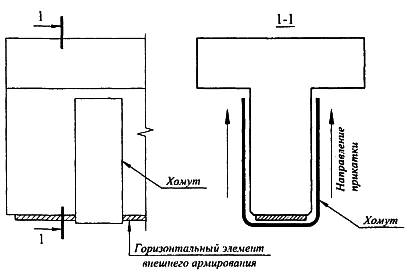 1
1-1
Хомут
Направление
прикатки
Хомут
1
Горизонтальный элемент
внешнего армирования